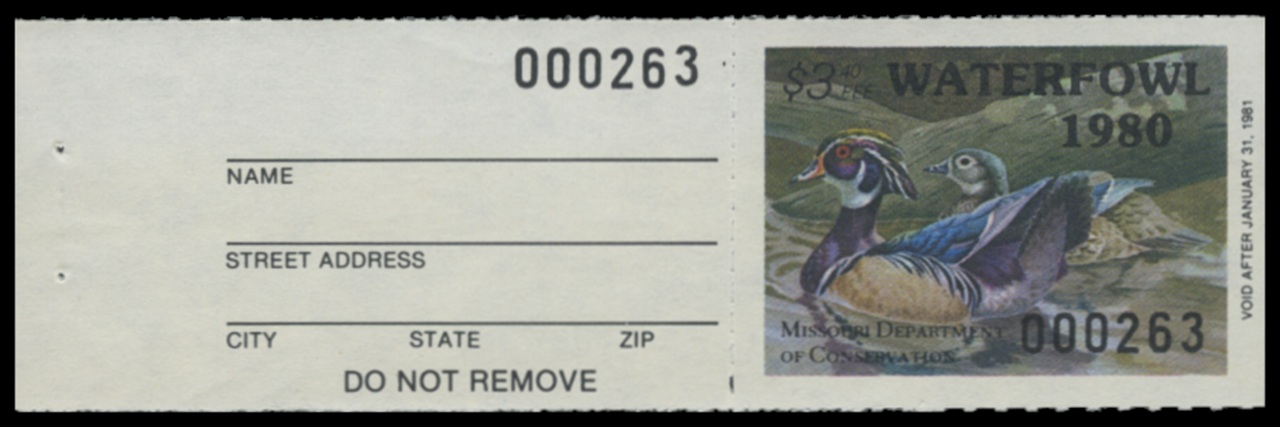 000263
NAME
STREET ADDRESS
CITY STATE ZIP
DO NOT REMOVE
$3.40 FEE WATERFOWL
1980
MISSOURI DEPARTMENT
OF CONSERVATION
000263
VOID AFTER JANUARY 31, 1981